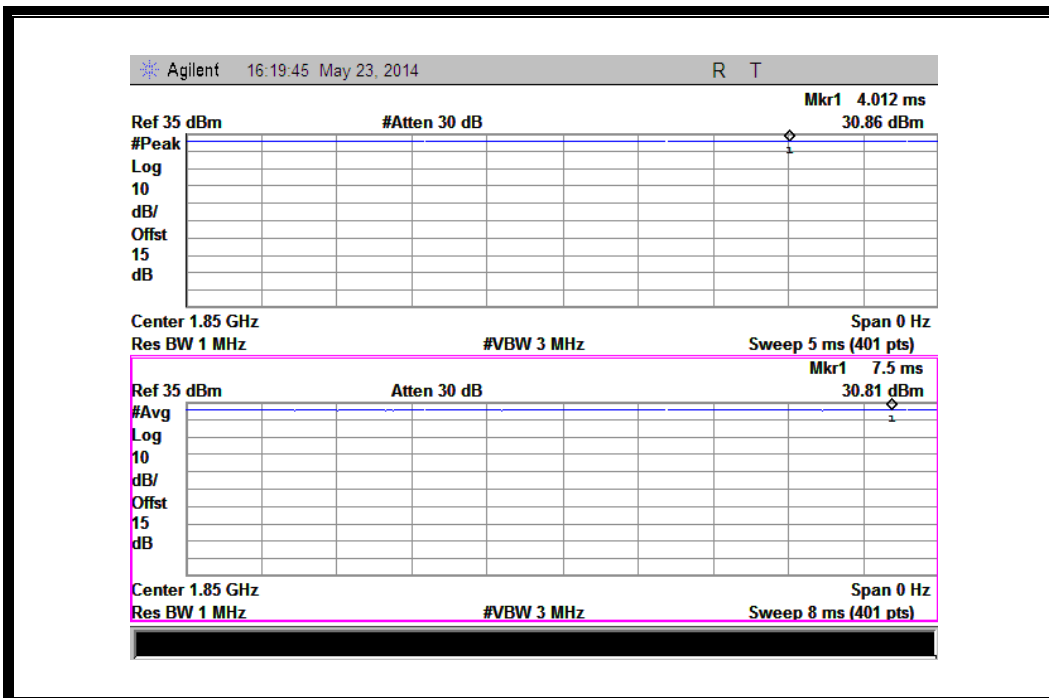 Agilent 16:19:45 May 23, 2014 R T
Mkr1 4.012 ms
Ref 35 dBm #Atten 30 dB 30.86 dBm
#Peak
Log
10
dB/
Offst
15
dB
1
Center 1.85 GHz Span 0 Hz
Res BW 1 MHz #VBW 3 MHz Sweep 5 ms (401 pts)
Mkr1 7.5 ms
Ref 35 dBm Atten 30 dB 30.81 dBm
#Avg
Log
10
dB/
Offst
15
dB
1
Center 1.85 GHz Span 0 Hz
Res BW 1 MHz #VBW 3 MHz Sweep 8 ms (401 pts)